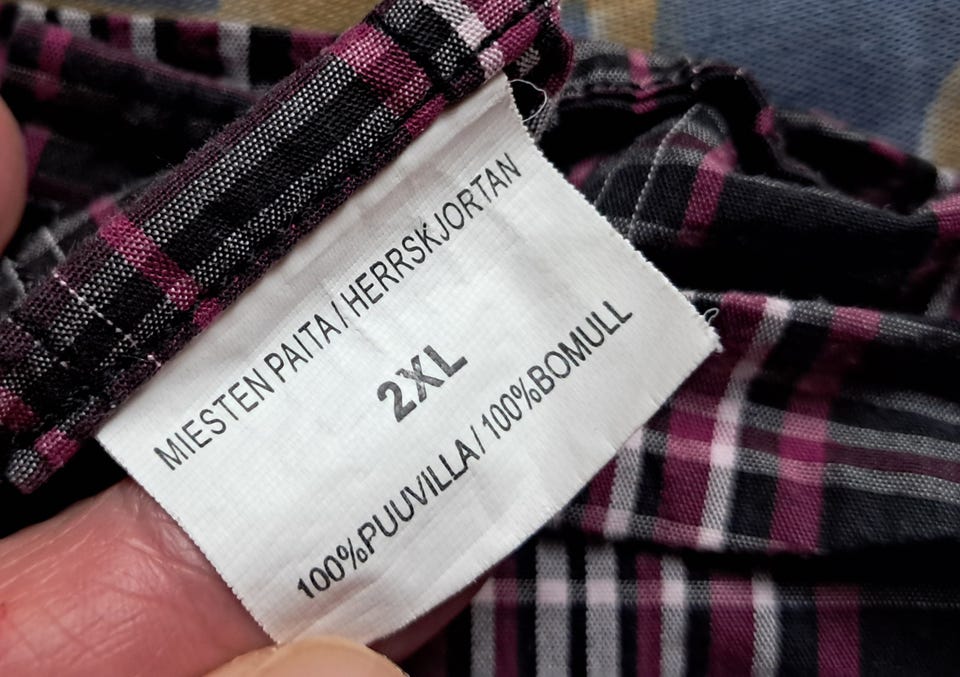 MIESTEN PAITA / HERRSKJORTAN
2XL
100%PUUVILLA / 100%BOMULL